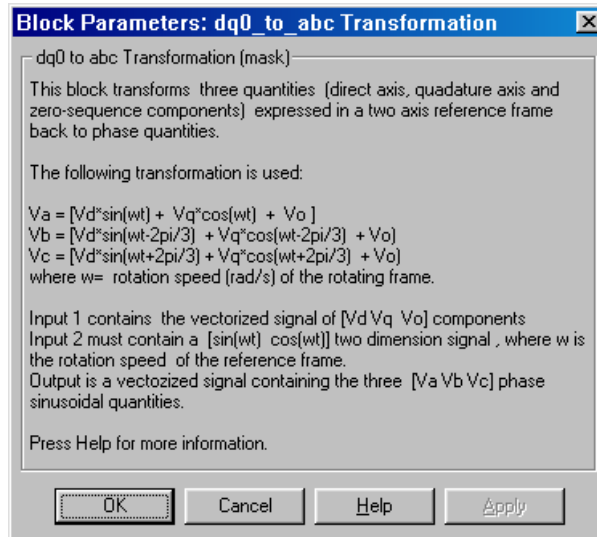 Block Parameters: dq0_to_abc Transformation
dq0 to abc Transformation (mask)
This block transforms three quantities (direct axis, quadature axis and
zero-sequence components) expressed in a two axis reference frame
back to phase quantities.
The following transformation is used:
Va = [Vd*sin(wt) + Vq*cos(wt) + Vo ]
Vb = [Vd*sin(wt-2pi/3) + Vq*cos(wt-2pi/3) + Vo)
Vc = [Vd*sin(wt+2pi/3) + Vq*cos(wt+2pi/3) + Vo)
where w= rotation speed (rad/s) of the rotating frame.
Input 1 contains the vectorized signal of [Vd Vq Vo] components
Input 2 must contain a [sin(wt) cos(wt)] two dimension signal , where w is
the rotation speed of the reference frame.
Output is a vectozized signal containing the three [Va Vb Vc] phase
sinusoidal quantities.
Press Help for more information.
OK Cancel Help Apply